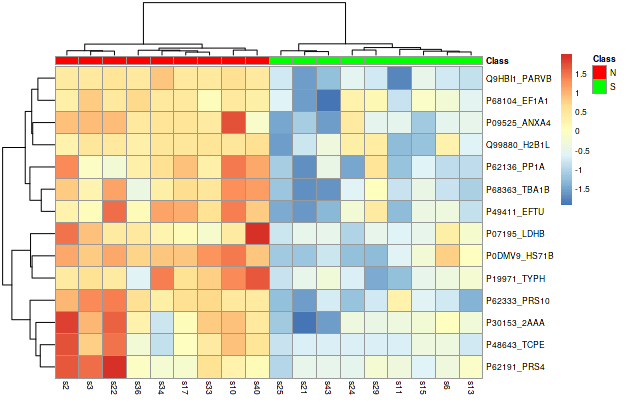 Class
Q9HBI1_PARVB
P68104_EF1A1
P09525_ANXA4
Q99880_H2B1L
P62136_PP1A
P68363_TBA1B
P49411_EFTU
P07195_LDHB
P0DMV9_HS71B
P19971_TYPH
P62333_PRS10
P30153_2AAA
P48643_TCPE
P62191_PRS4
s2 s3 s22 s36 s34 s17 s33 s10 s40 s25 s21 s43 s24 s29 s11 s15 s6 s13
1.5
1
0.5
0
-0.5
-1
-1.5
Class
N
S